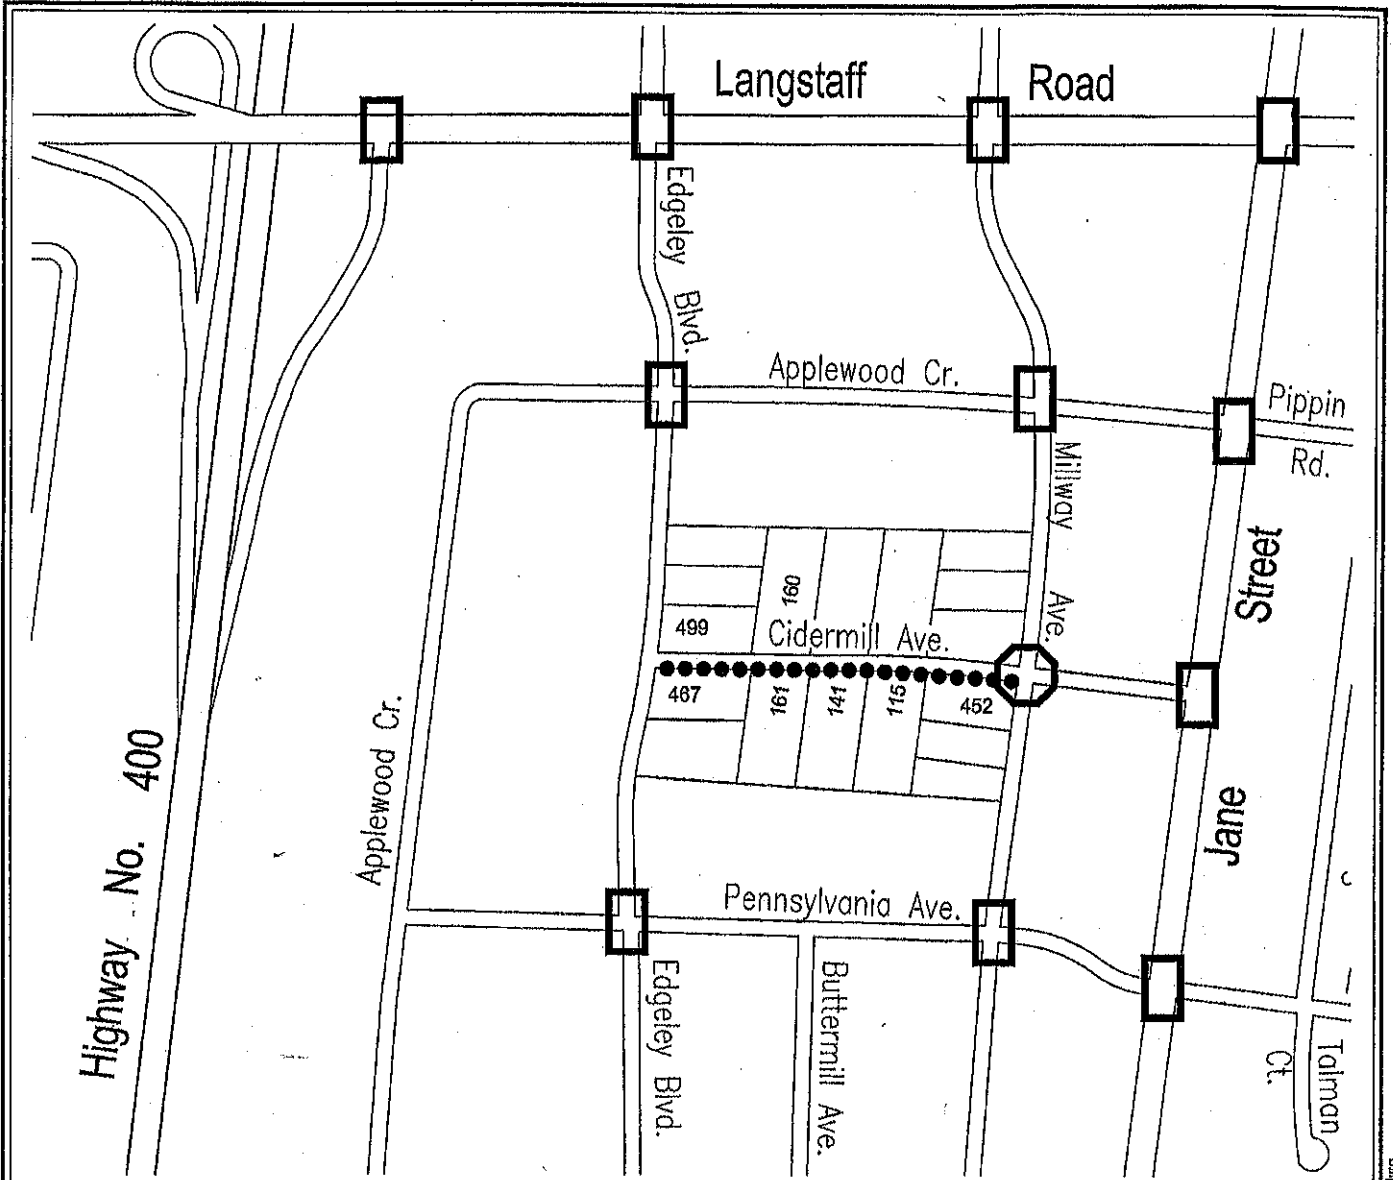 Langstaff Road
Edgeley Blvd.
Applewood Cr.
Pippin
Rd.
Millway Ave.
Street
160
499
Cidermill Ave.
467
161
141
115
452
Highway No. 400
Applewood Cr.
Jane
Pennsylvania Ave.
Edgeley Blvd.
Buttermill Ave.
Talman
Ct.